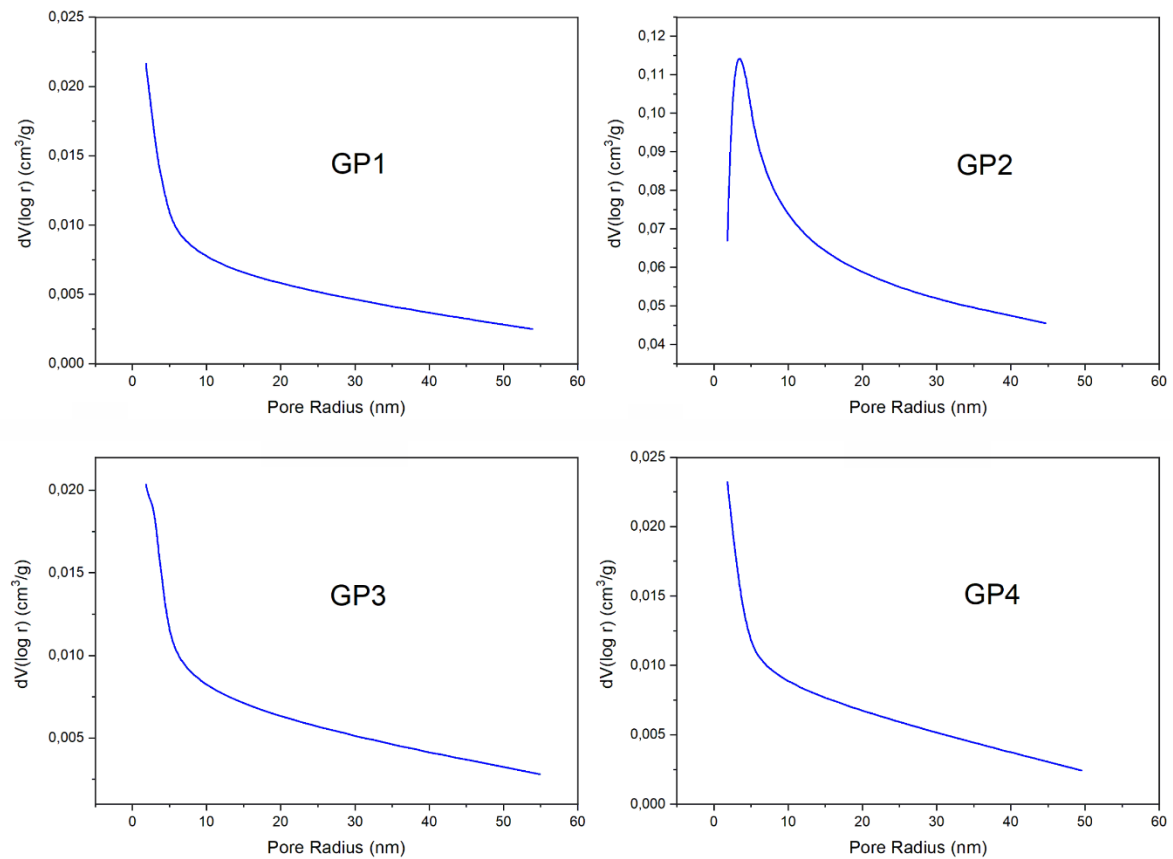 0,025
0,020
0,015
0,010
0,005
0,000
dV(log r) (cm³/g)
GP1
0 10 20 30 40 50 60
Pore Radius (nm)
0,12
0,11
0,10
0,09
0,08
0,07
0,06
0,05
0,04
dV(log r) (cm³/g)
GP2
0 10 20 30 40 50 60
Pore Radius (nm)
0,020
0,015
0,010
0,005
dV(log r) (cm³/g)
GP3
0 10 20 30 40 50 60
Pore Radius (nm)
0,025
0,020
0,015
0,010
0,005
0,000
dV(log r) (cm³/g)
GP4
0 10 20 30 40 50 60
Pore Radius (nm)